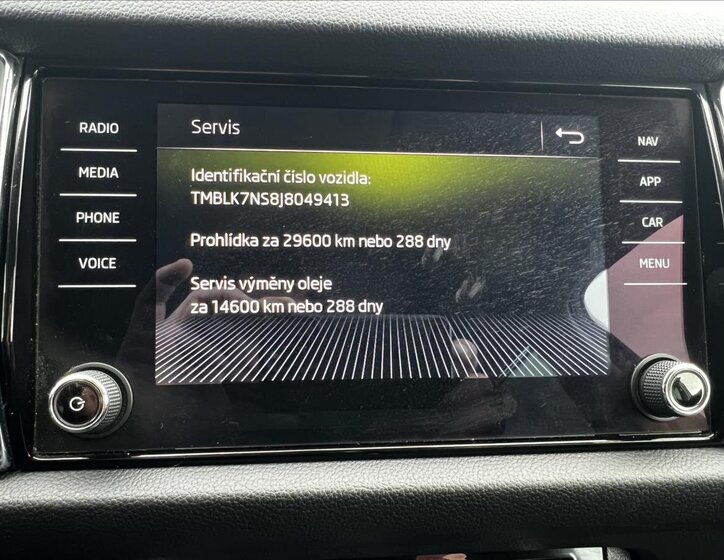 RADIO
MEDIA
PHONE
VOICE
Servis
Identifikační číslo vozidla:
TMBLK7NS8J8049413
Prohlídka za 29600 km nebo 288 dny
Servis výměny oleje
za 14600 km nebo 288 dny
NAV
APP
CAR
MENU